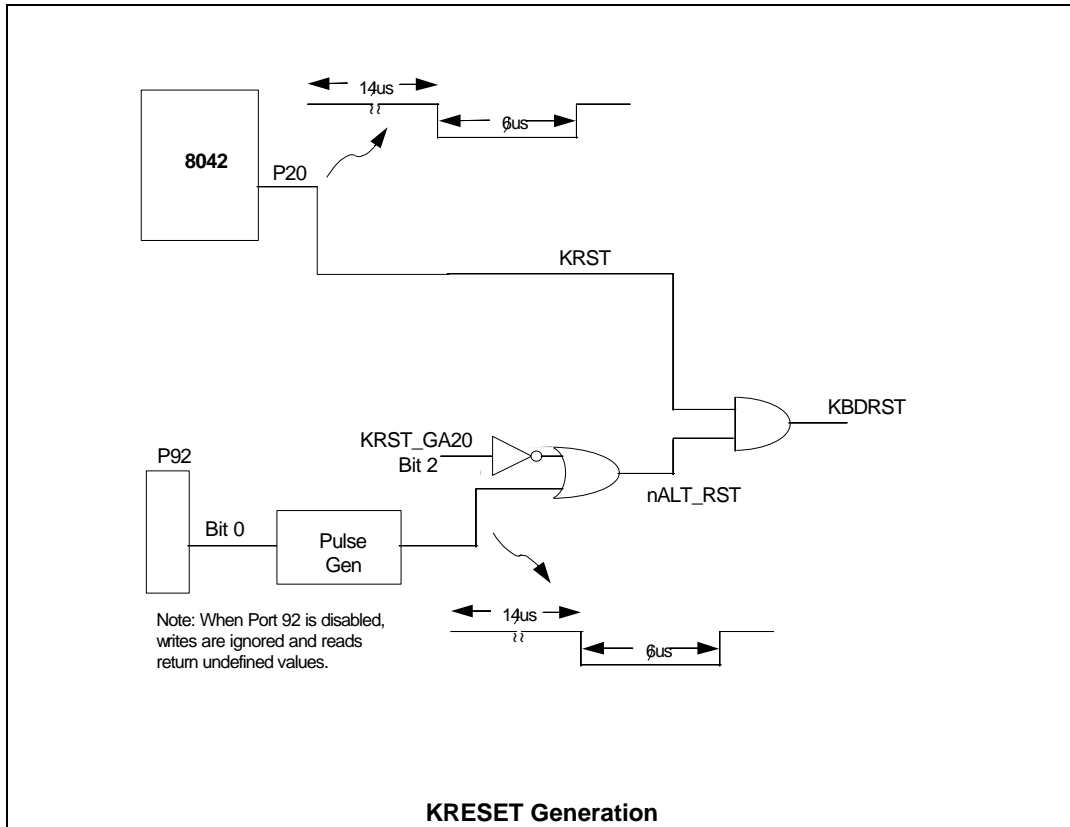 14us
6us
8042
P20
KRST
KBDRST
KRST_GA20
Bit 2
nALT_RST
P92
Bit 0
Pulse
Gen
14us
6us
Note: When Port 92 is disabled,
writes are ignored and reads
return undefined values.
KRESET Generation